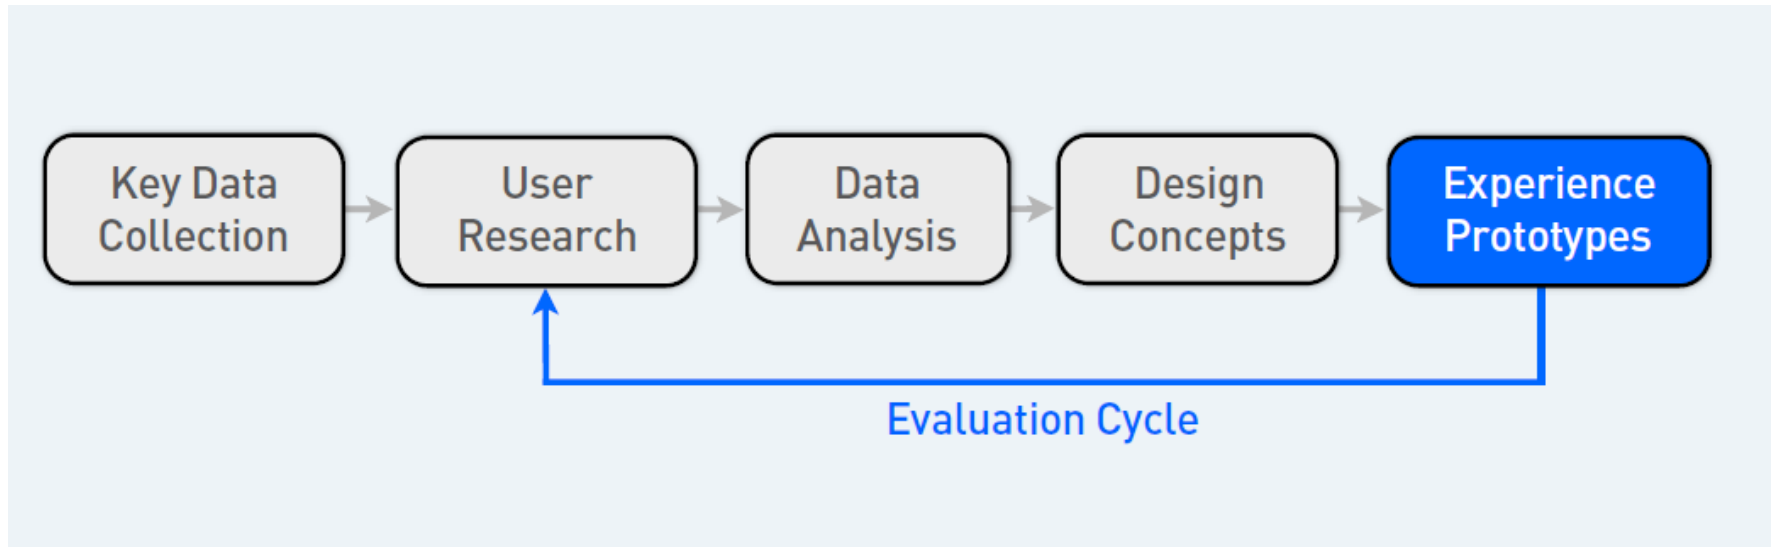 Key Data
Collection
User
Research
Data
Analysis
Design
Concepts
Experience
Prototypes
Evaluation Cycle